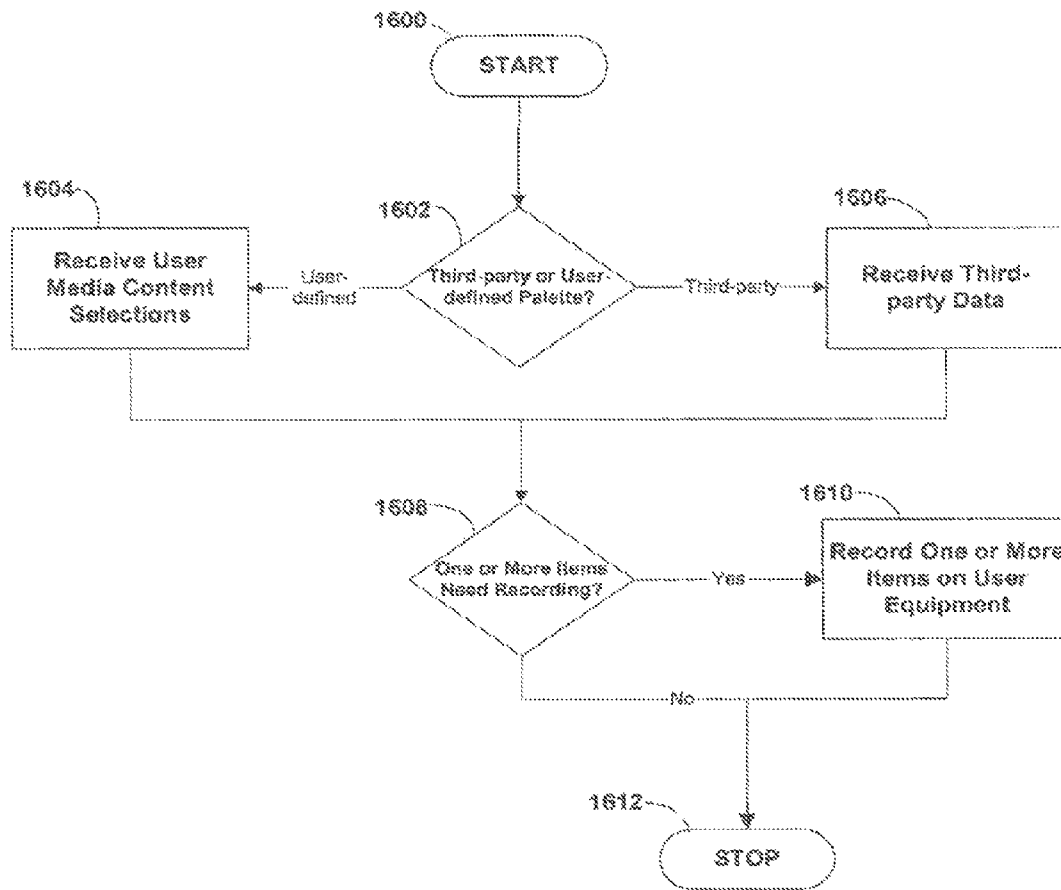 1600
START
1604
1602
1606
Receive User
Media Content
Selections
User-
defined
Third-party or User-
defined Palette?
Third-party
Receive Third-
party Data
1608
1610
One or More Items
Need Recording?
Yes
Record One or More
Items on User
Equipment
No
1612
STOP